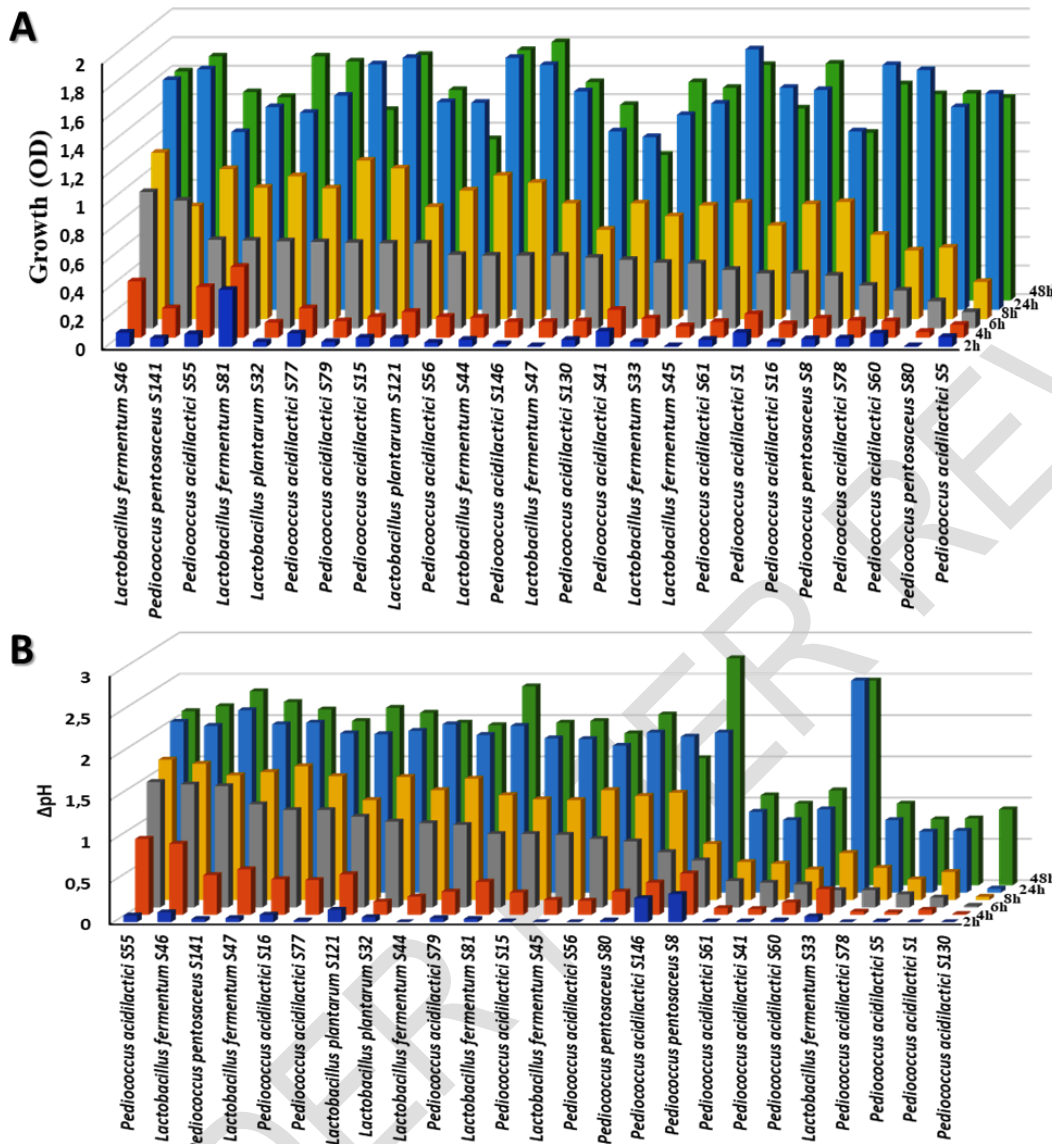 A
Growth (OD)
2
1,8
1,6
1,4
1,2
1
0,8
0,6
0,4
0,2
0
48h
24h
8h
6h
4h
2h
Lactobacillus fermentum S46
Pediococcus pentosaceus S141
Pediococcus acidilactici S55
Lactobacillus fermentum S81
Lactobacillus plantarum S32
Pediococcus acidilactici S77
Pediococcus acidilactici S79
Pediococcus acidilactici S15
Lactobacillus plantarum S121
Pediococcus acidilactici S56
Lactobacillus fermentum S44
Pediococcus acidilactici S146
Lactobacillus fermentum S47
Pediococcus acidilactici S130
Pediococcus acidilactici S41
Lactobacillus fermentum S33
Lactobacillus fermentum S45
Pediococcus acidilactici S61
Pediococcus acidilactici S1
Pediococcus acidilactici S16
Pediococcus pentosaceus S8
Pediococcus acidilactici S78
Pediococcus acidilactici S60
Pediococcus pentosaceus S80
Pediococcus acidilactici S5
B
ΔpH
3
2,5
2
1,5
1
0,5
0
48h
24h
8h
6h
4h
2h
Pediococcus acidilactici S55
Lactobacillus fermentum S46
Pediococcus pentosaceus S141
Lactobacillus fermentum S47
Pediococcus acidilactici S16
Pediococcus acidilactici S77
Lactobacillus plantarum S121
Lactobacillus plantarum S32
Lactobacillus fermentum S44
Pediococcus acidilactici S79
Lactobacillus fermentum S81
Pediococcus acidilactici S15
Lactobacillus fermentum S45
Pediococcus acidilactici S56
Pediococcus pentosaceus S80
Pediococcus acidilactici S146
Pediococcus pentosaceus S8
Pediococcus acidilactici S61
Pediococcus acidilactici S41
Pediococcus acidilactici S60
Lactobacillus fermentum S33
Pediococcus acidilactici S78
Pediococcus acidilactici S5
Pediococcus acidilactici S1
Pediococcus acidilactici S130
DER PEER REV